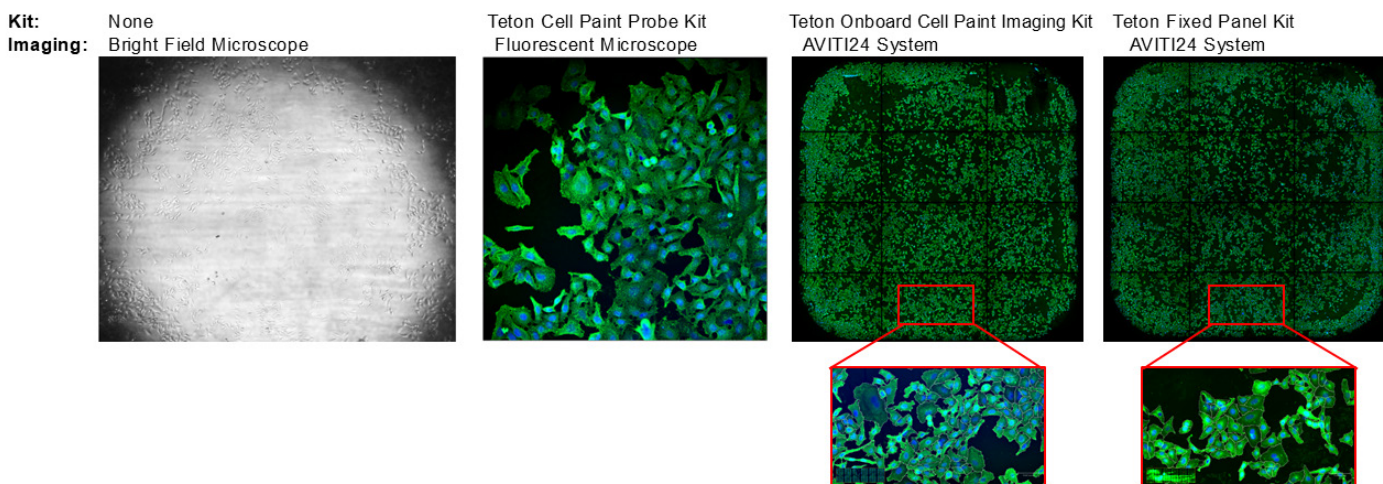 Kit: None Teton Cell Paint Probe Kit Teton Onboard Cell Paint Imaging Kit Teton Fixed Panel Kit
Imaging: Bright Field Microscope Fluorescent Microscope AVITI24 System AVITI24 System